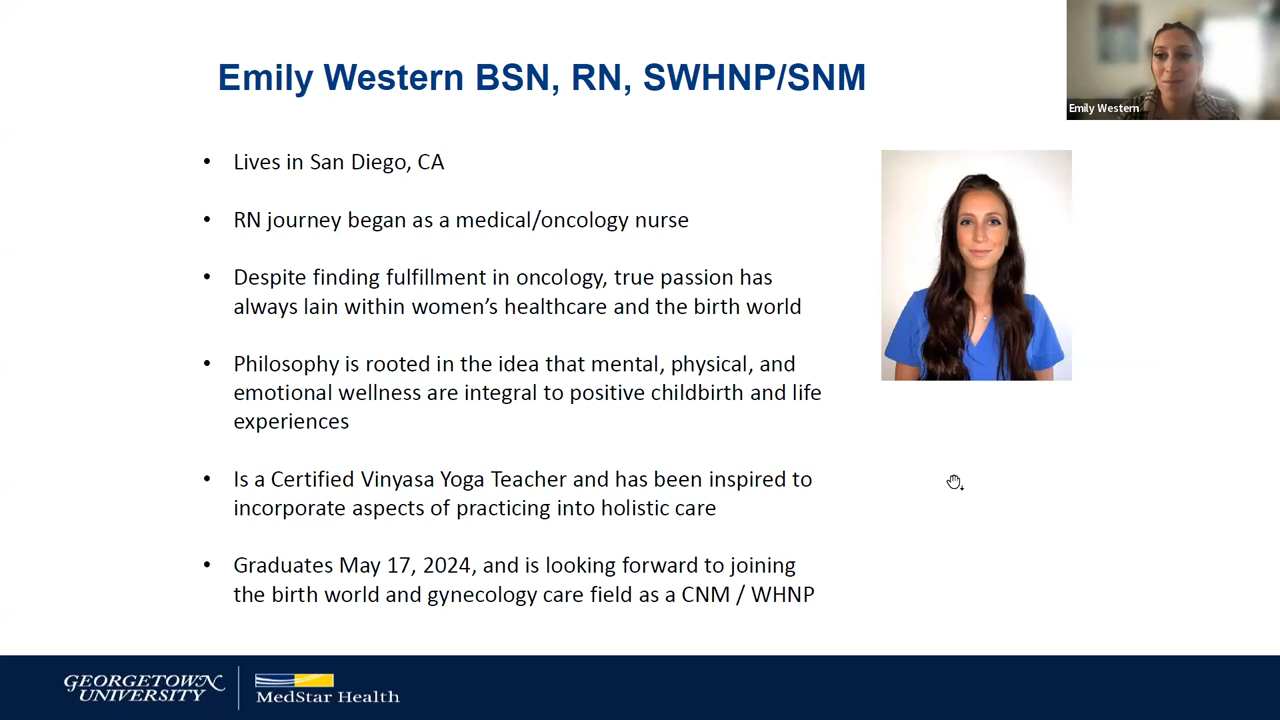 Emily Western BSN, RN, SWHNP/SNM
Emily Western
• Lives in San Diego, CA
• RN journey began as a medical/oncology nurse
• Despite finding fulfillment in oncology, true passion has
always lain within women’s healthcare and the birth world
• Philosophy is rooted in the idea that mental, physical, and
emotional wellness are integral to positive childbirth and life
experiences
• Is a Certified Vinyasa Yoga Teacher and has been inspired to
incorporate aspects of practicing into holistic care
• Graduates May 17, 2024, and is looking forward to joining
the birth world and gynecology care field as a CNM / WHNP
GEORGETOWN
UNIVERSITY
MedStar Health